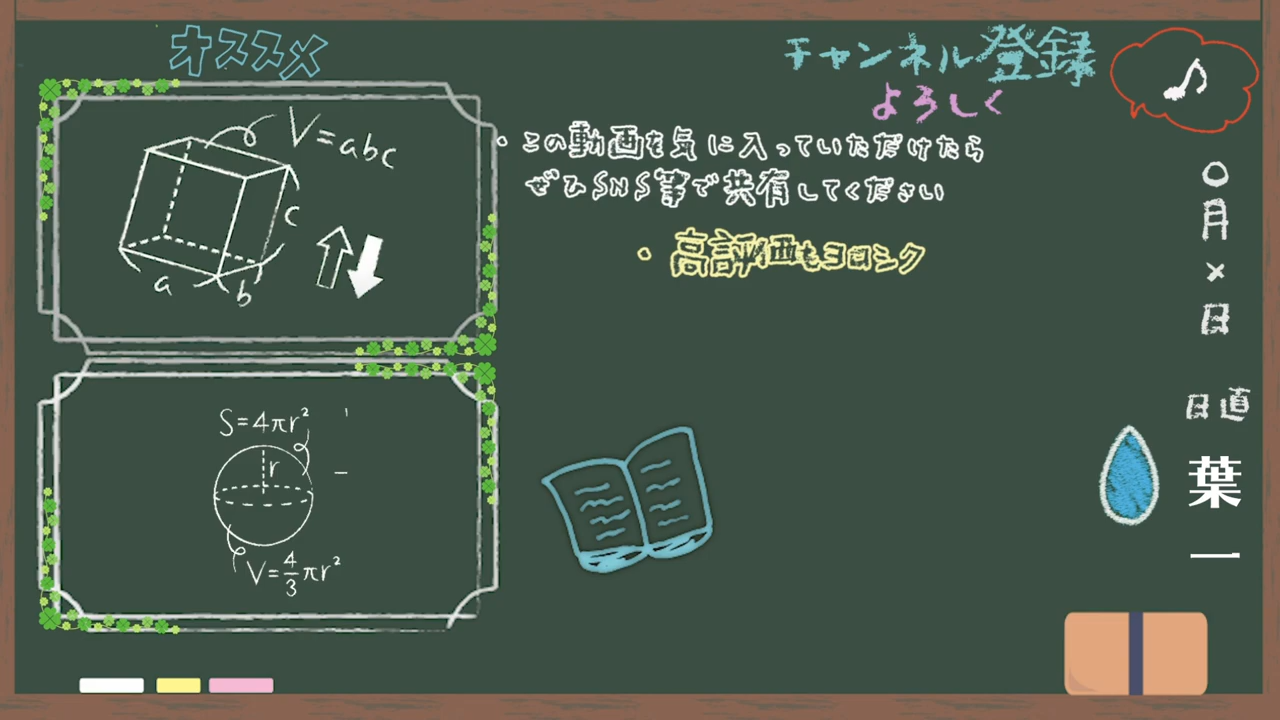 オススメ
チャンネル登録
よろしく
♪
・この動画を気に入っていただけたら
ぜひSNS等で共有してください
・高評価もヨロシク
V=abc
c
a
b
S=4πr²
r
V=4/3πr²
〇月×日
日直
葉一